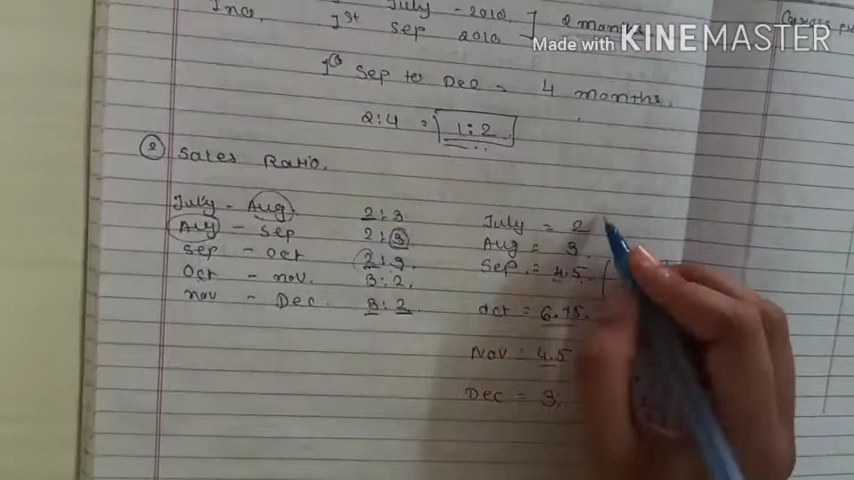 Inc. July - 2010. 2 months
1st Sep 2010
Made with KINEMASTER
1st Sep to Dec = 4 months.
2:4 = 1:2
② Sales Ratio.
July - Aug. 2:3 July = 2
Aug - Sep 2:3 Aug = 3.
Sep - Oct 2:3. Sep. = 4.5
Oct - nov. 3:2. Oct = 6.75.
nov - Dec. 3:2. Nov = 4.5
Dec = 3.